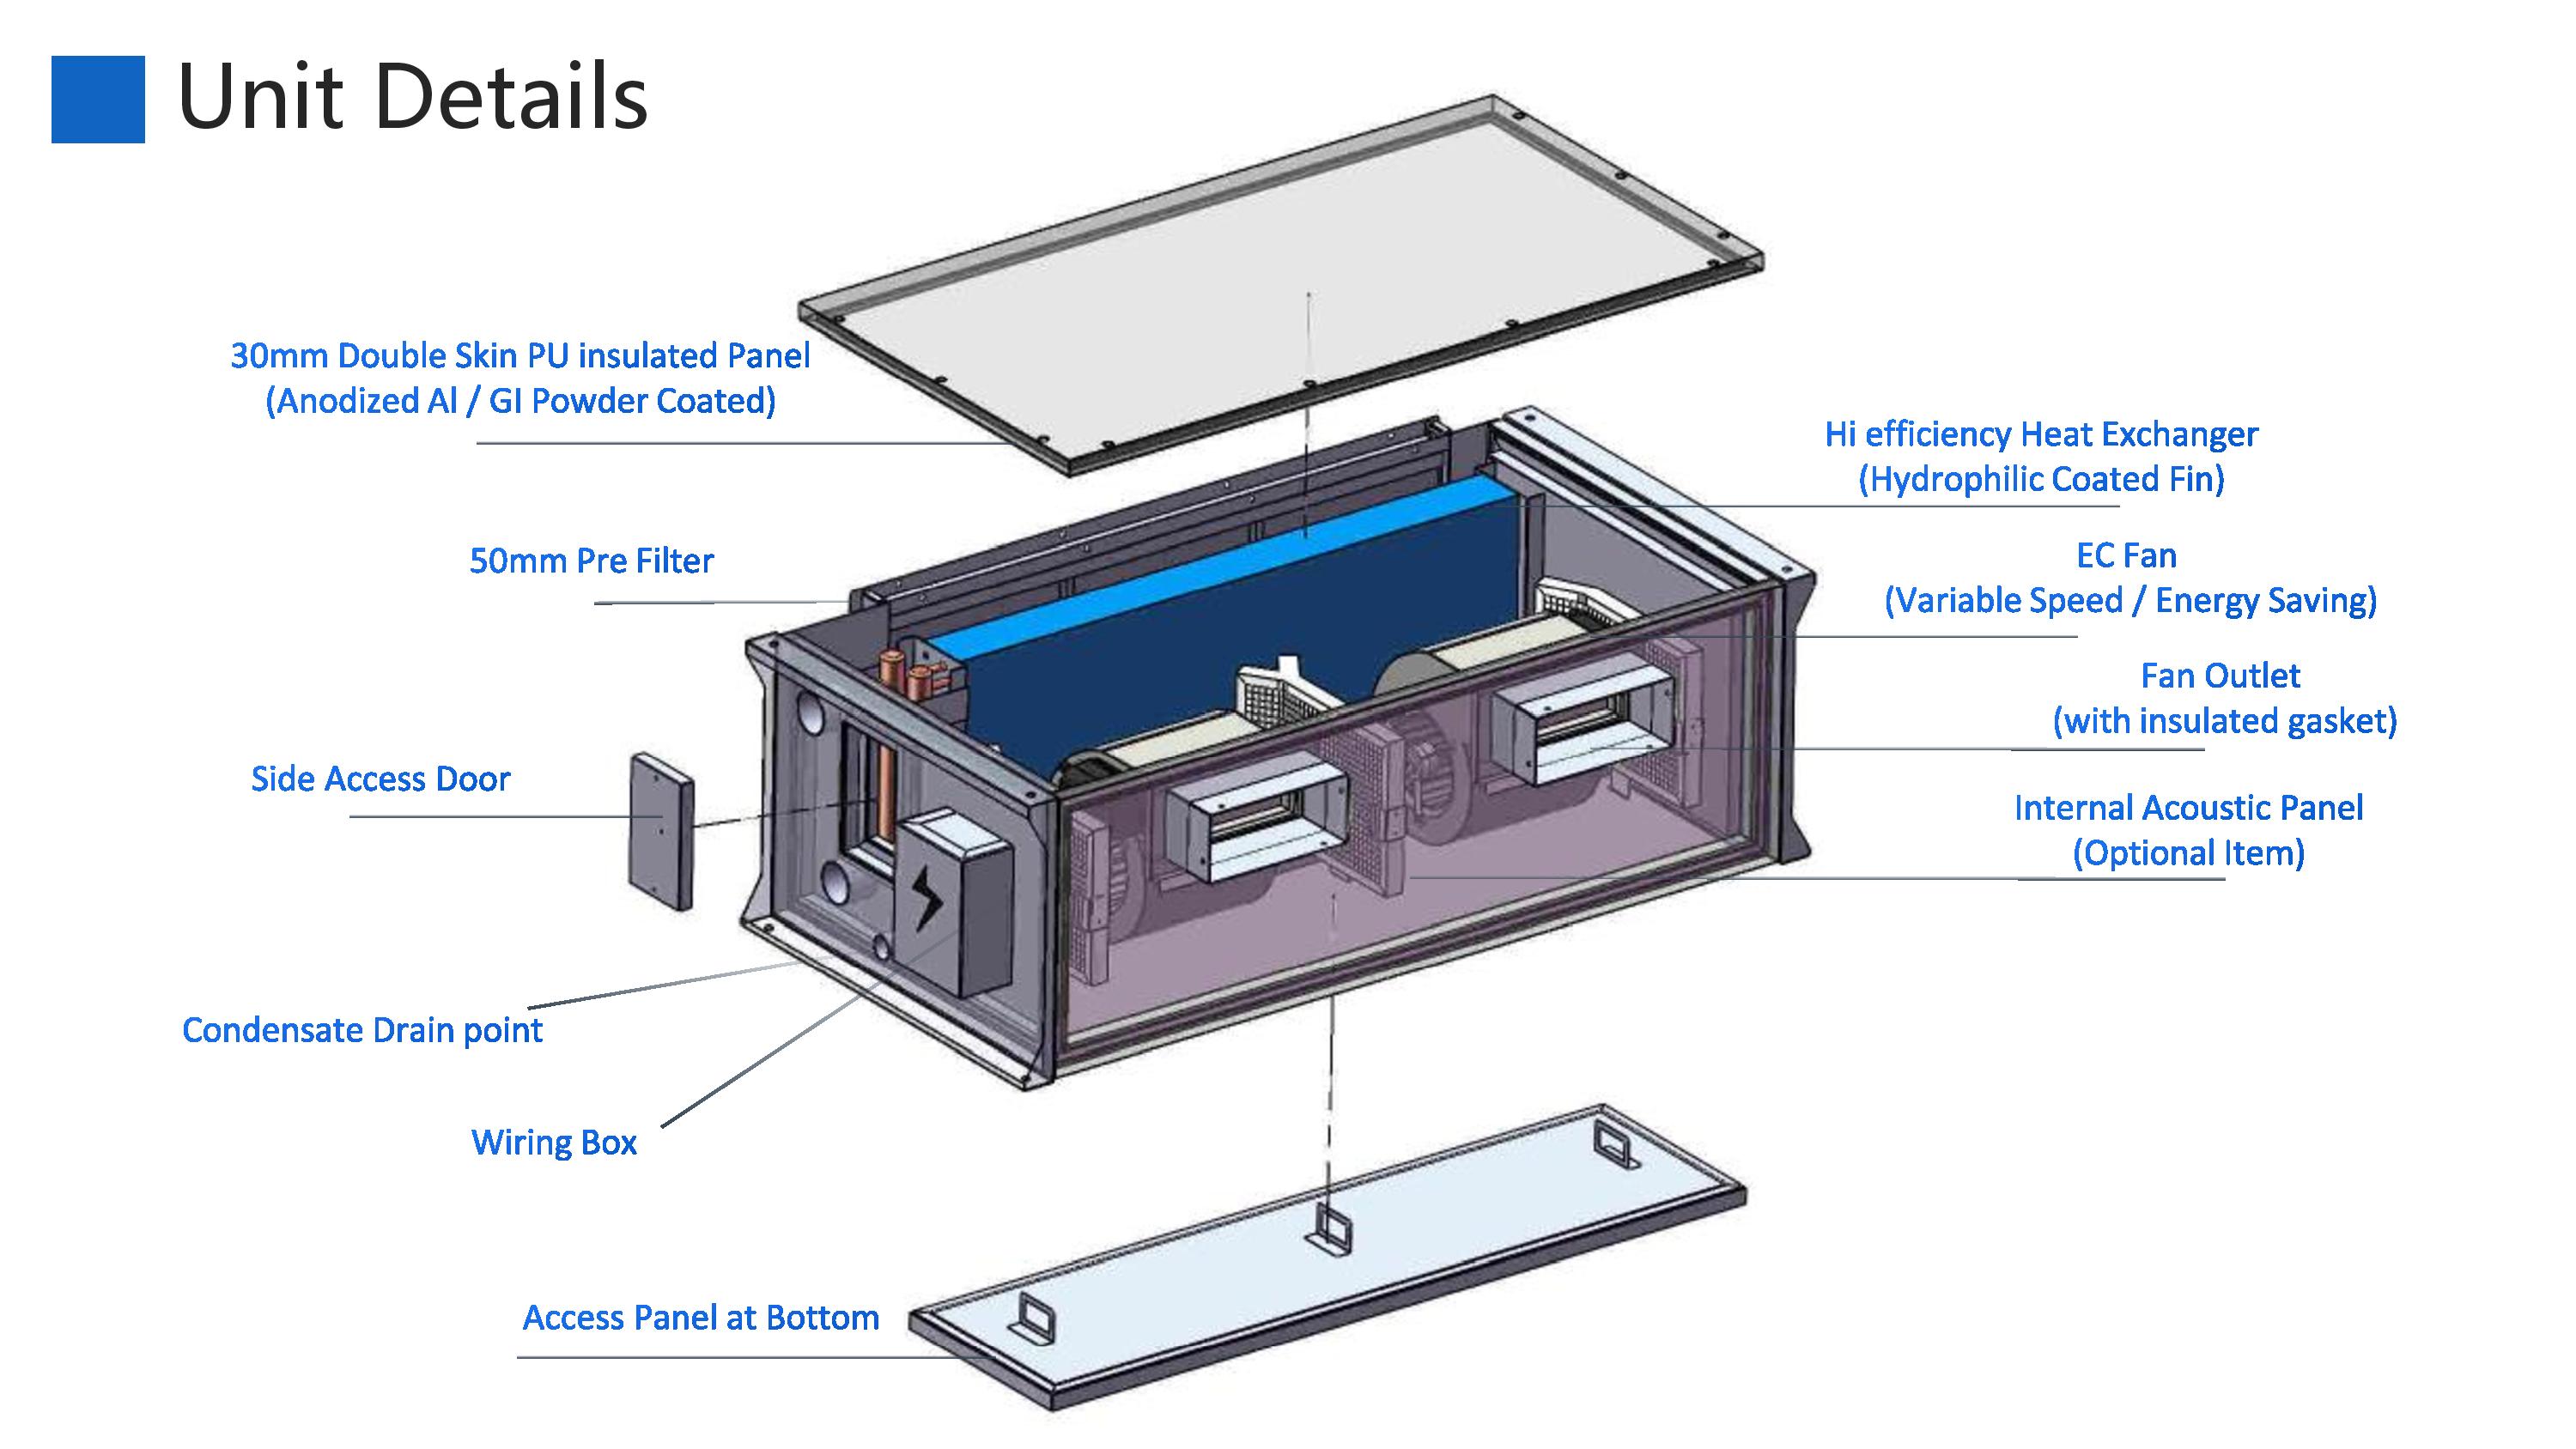 Unit Details
30mm Double Skin PU insulated Panel
(Anodized Al / GI Powder Coated)
Hi efficiency Heat Exchanger
(Hydrophilic Coated Fin)
50mm Pre Filter
EC Fan
(Variable Speed / Energy Saving)
Fan Outlet
(with insulated gasket)
Side Access Door
Internal Acoustic Panel
(Optional Item)
Condensate Drain point
Wiring Box
Access Panel at Bottom